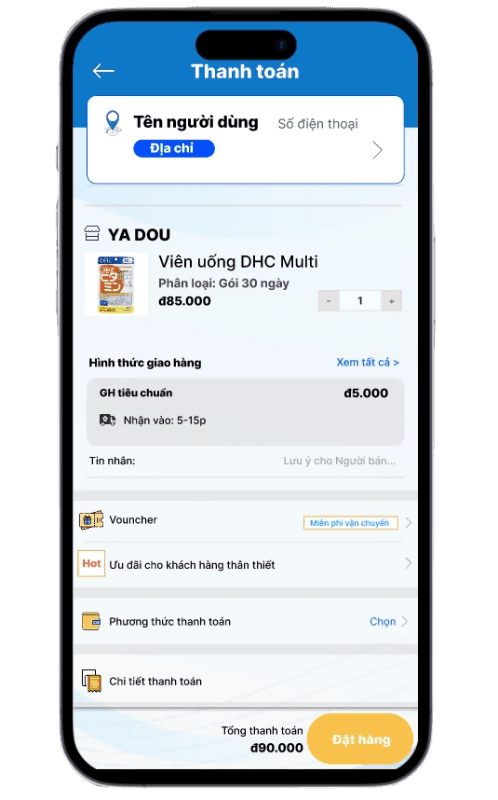 Thanh toán
Tên người dùng Số điện thoại
Địa chỉ
YA DOU
Viên uống DHC Multi
Phân loại: Gói 30 ngày
đ85.000
- 1 +
Hình thức giao hàng Xem tất cả >
GH tiêu chuẩn đ5.000
Nhận vào: 5-15p
Tin nhân: Lưu ý cho Người bán...
Vouncher Miễn phí vận chuyển
Hot Ưu đãi cho khách hàng thân thiết
Phương thức thanh toán Chọn
Chi tiết thanh toán
Tổng thanh toán
đ90.000
Đặt hàng